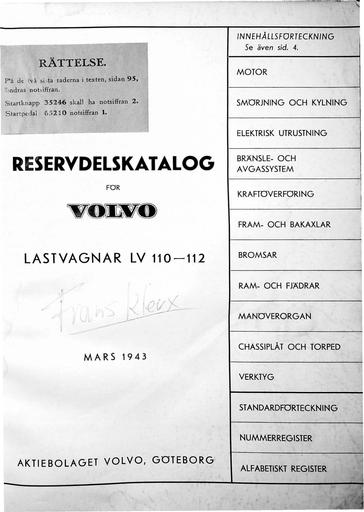 RÄTTELSE.
På de två sista raderna i texten, sidan 95,
ändras notsiffran.
Startknapp 35246 skall ha notsiffran 2.
Startpedal 65210 notsiffran 1.
RESERVDELSKATALOG
FÖR
VOLVO
LASTVAGNAR LV 110—112
Frans
MARS 1943
AKTIEBOLAGET VOLVO, GÖTEBORG
INNEHÅLLSFÖRTECKNING
Se även sid. 4.
MOTOR
SMÖRJNING OCH KYLNING
ELEKTRISK UTRUSTNING
BRÄNSLE- OCH
AVGASSYSTEM
KRAFTÖVERFÖRING
FRAM- OCH BAKAXLAR
BROMSAR
RAM- OCH FJÄDRAR
MANÖVERORGAN
CHASSIPLÅT OCH TORPED
VERKTYG
STANDARDFÖRTECKNING
NUMMERREGISTER
ALFABETISKT REGISTER